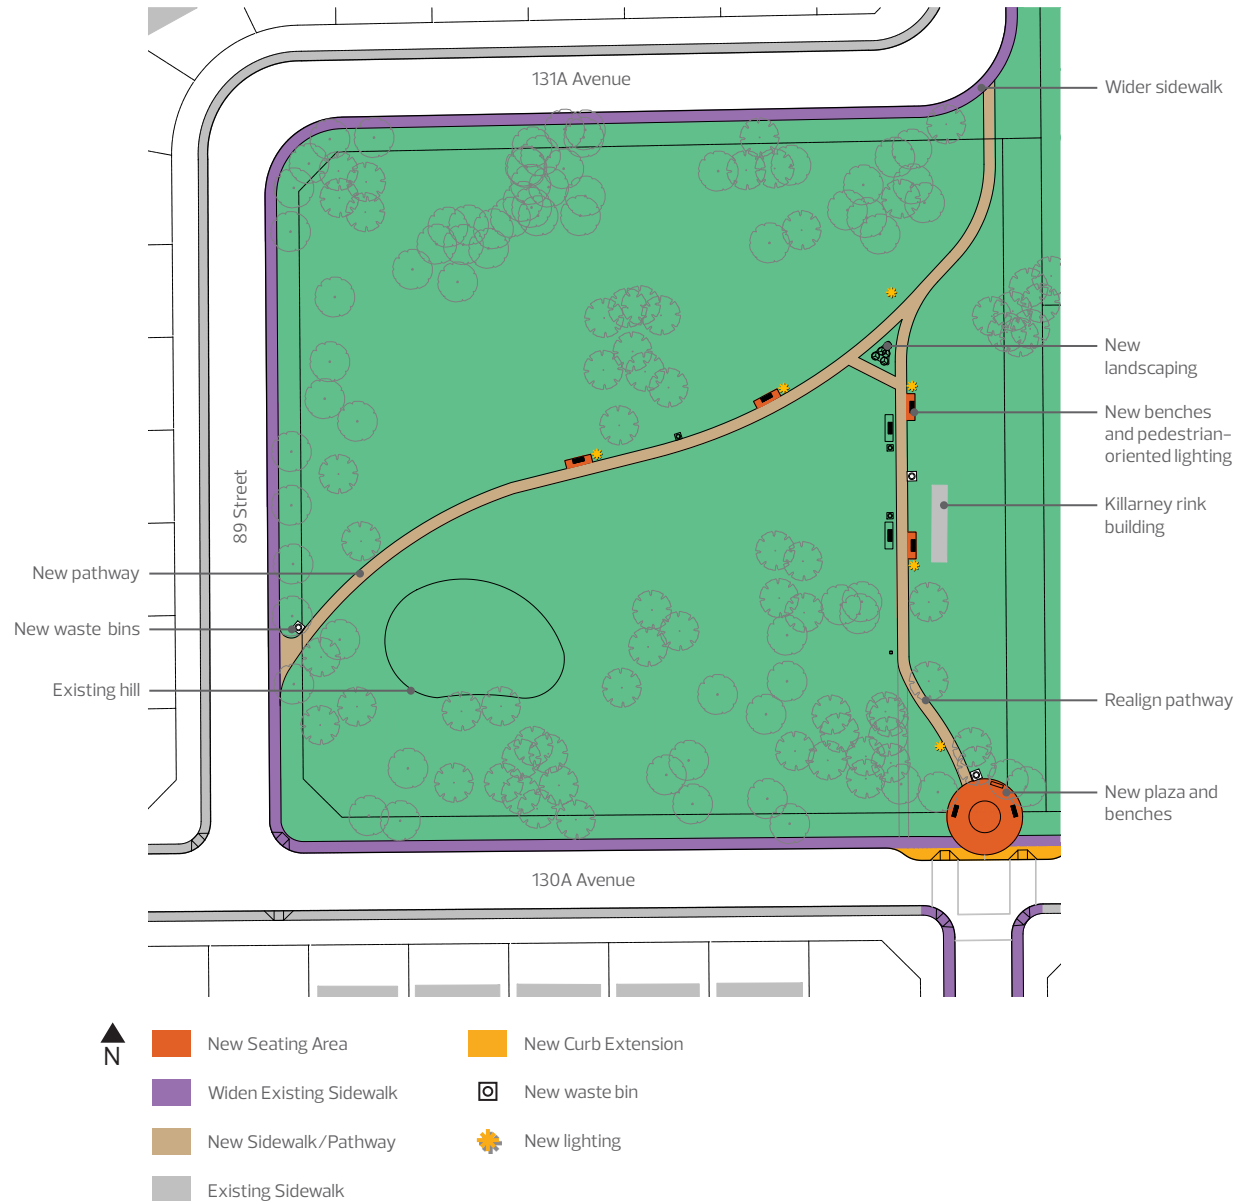 131A Avenue
Wider sidewalk
New
landscaping
New benches
and pedestrian-
oriented lighting
Killarney rink
building
89 Street
New pathway
New waste bins
Existing hill
Realign pathway
New plaza and
benches
130A Avenue
N
New Seating Area
Widen Existing Sidewalk
New Sidewalk/Pathway
Existing Sidewalk
New Curb Extension
New waste bin
New lighting